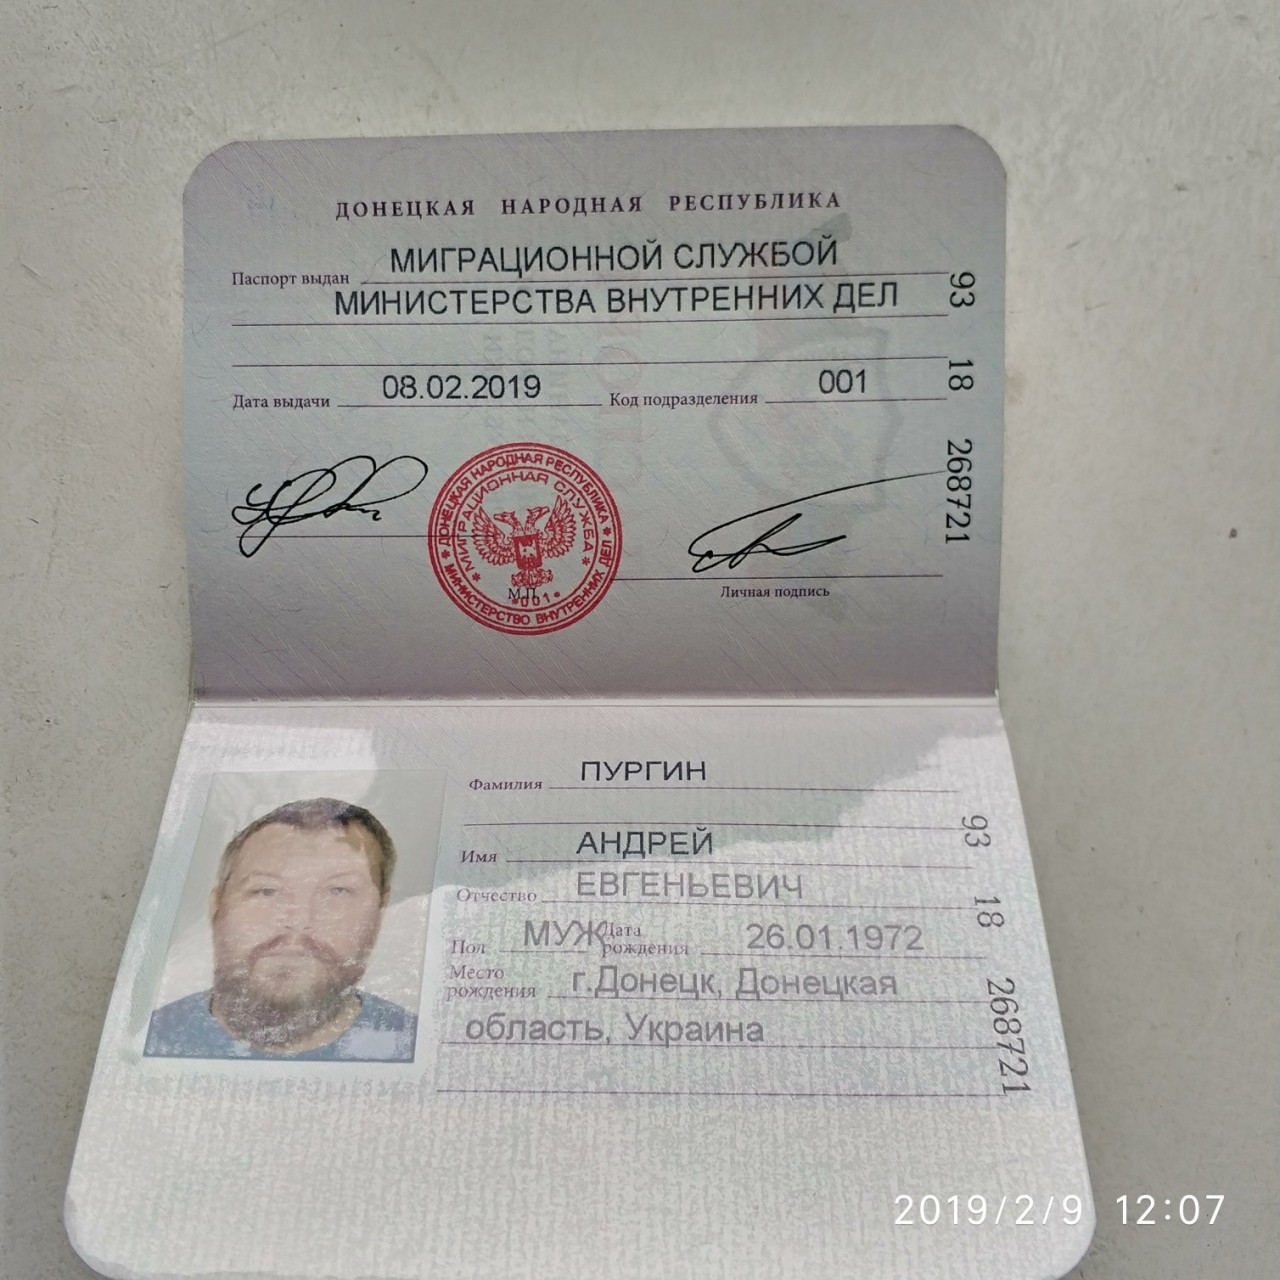 ДОНЕЦКАЯ НАРОДНАЯ РЕСПУБЛИКА
Паспорт выдан МИГРАЦИОННОЙ СЛУЖБОЙ
МИНИСТЕРСТВА ВНУТРЕННИХ ДЕЛ
Дата выдачи 08.02.2019 Код подразделения 001
93 18 268721
ДОНЕЦКАЯ НАРОДНАЯ РЕСПУБЛИКА
МИНИСТЕРСТВО ВНУТРЕННИХ ДЕЛ
МИГРАЦИОННАЯ СЛУЖБА
*001*
М.П.
Личная подпись
Фамилия ПУРГИН
Имя АНДРЕЙ
Отчество ЕВГЕНЬЕВИЧ
Пол МУЖ Дата рождения 26.01.1972
Место рождения г.Донецк, Донецкая
область, Украина
93 18 268721
2019/2/9 12:07